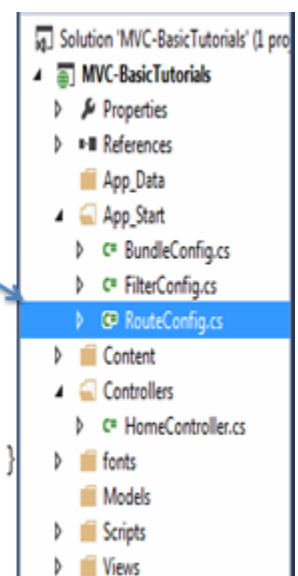 Solution 'MVC-BasicTutorials' (1 pro
MVC-BasicTutorials
Properties
References
App_Data
App_Start
C# BundleConfig.cs
C# FilterConfig.cs
C# RouteConfig.cs
Content
Controllers
C# HomeController.cs
}
fonts
Models
Scripts
Views